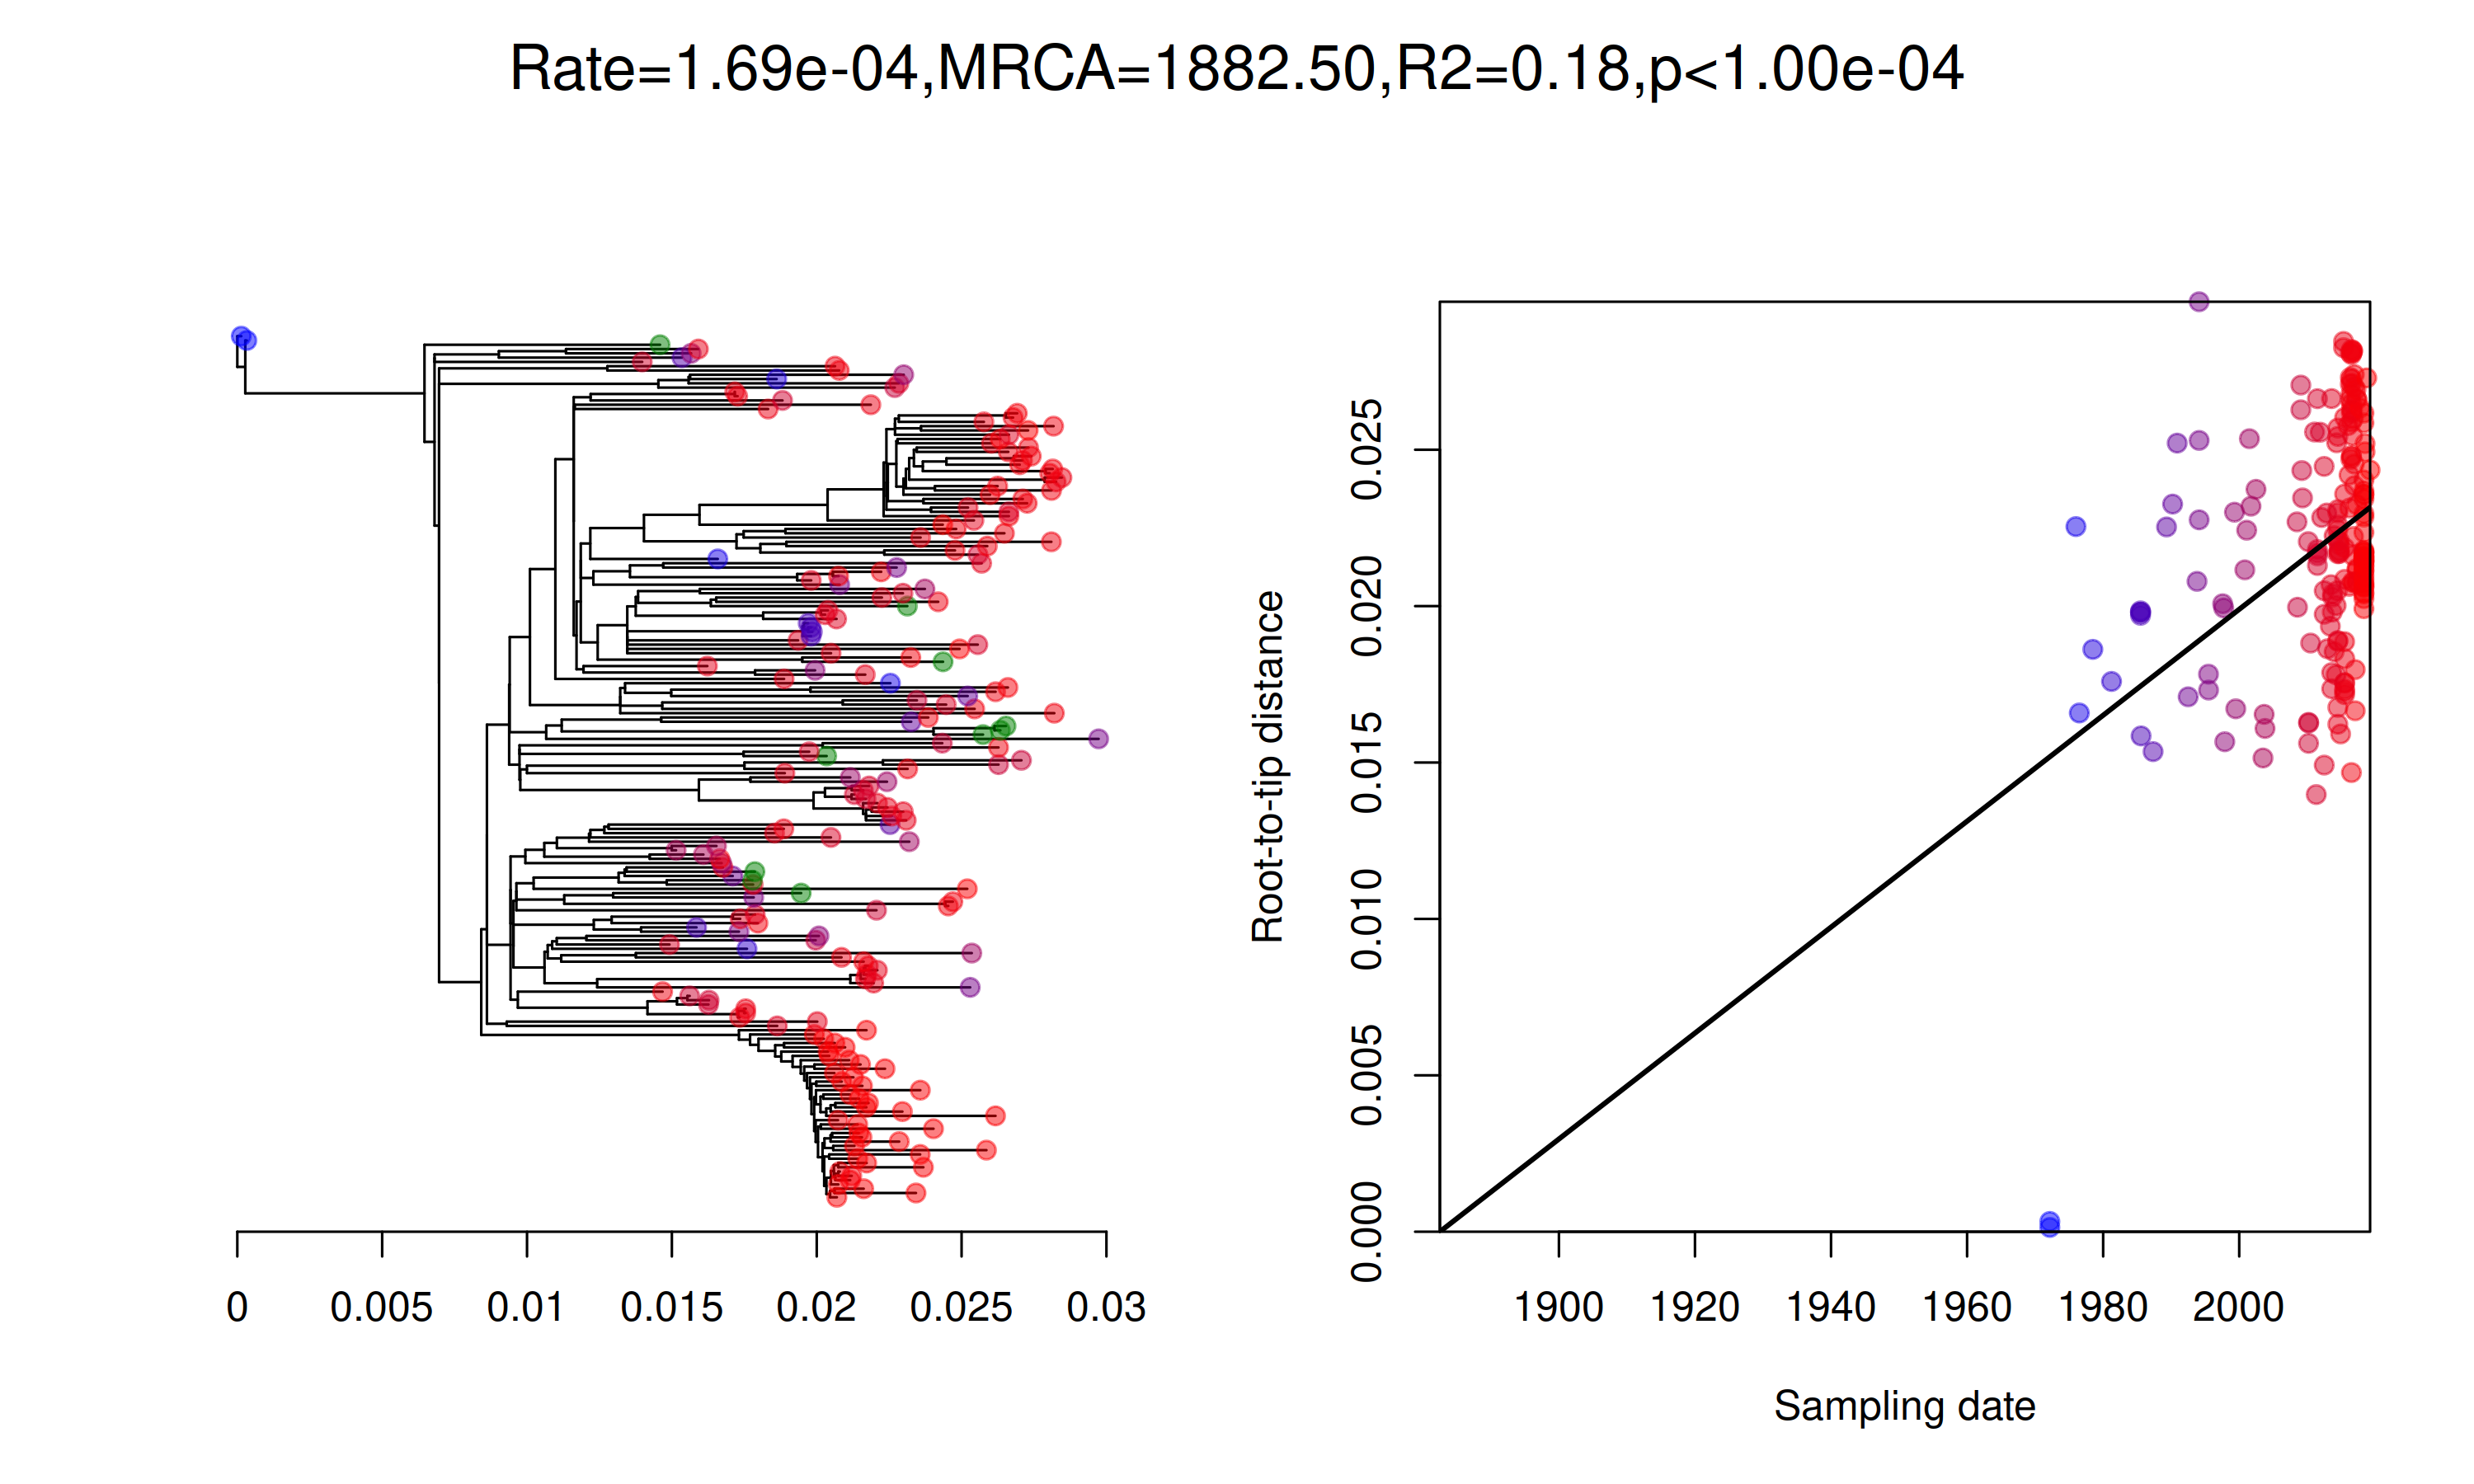 Rate=1.69e-04,MRCA=1882.50,R2=0.18,p<1.00e-04
0 0.005 0.01 0.015 0.02 0.025 0.03
Root-to-tip distance
0.000 0.005 0.010 0.015 0.020 0.025
1900 1920 1940 1960 1980 2000
Sampling date